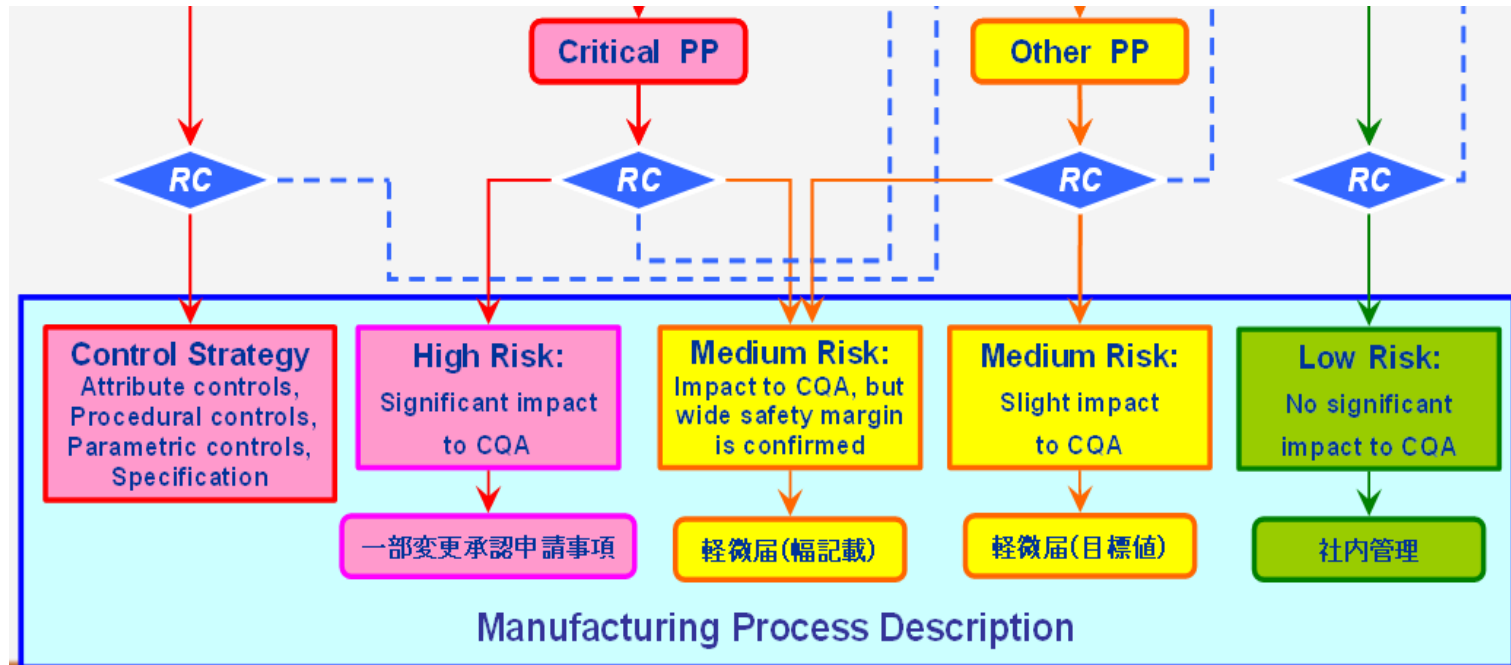 Critical PP
Other PP
RC
RC
RC
RC
Control Strategy
Attribute controls,
Procedural controls,
Parametric controls,
Specification
High Risk:
Significant impact
to CQA
Medium Risk:
Impact to CQA, but
wide safety margin
is confirmed
Medium Risk:
Slight impact
to CQA
Low Risk:
No significant
impact to CQA
一部変更承認申請事項
軽微届(幅記載)
軽微届(目標値)
社内管理
Manufacturing Process Description